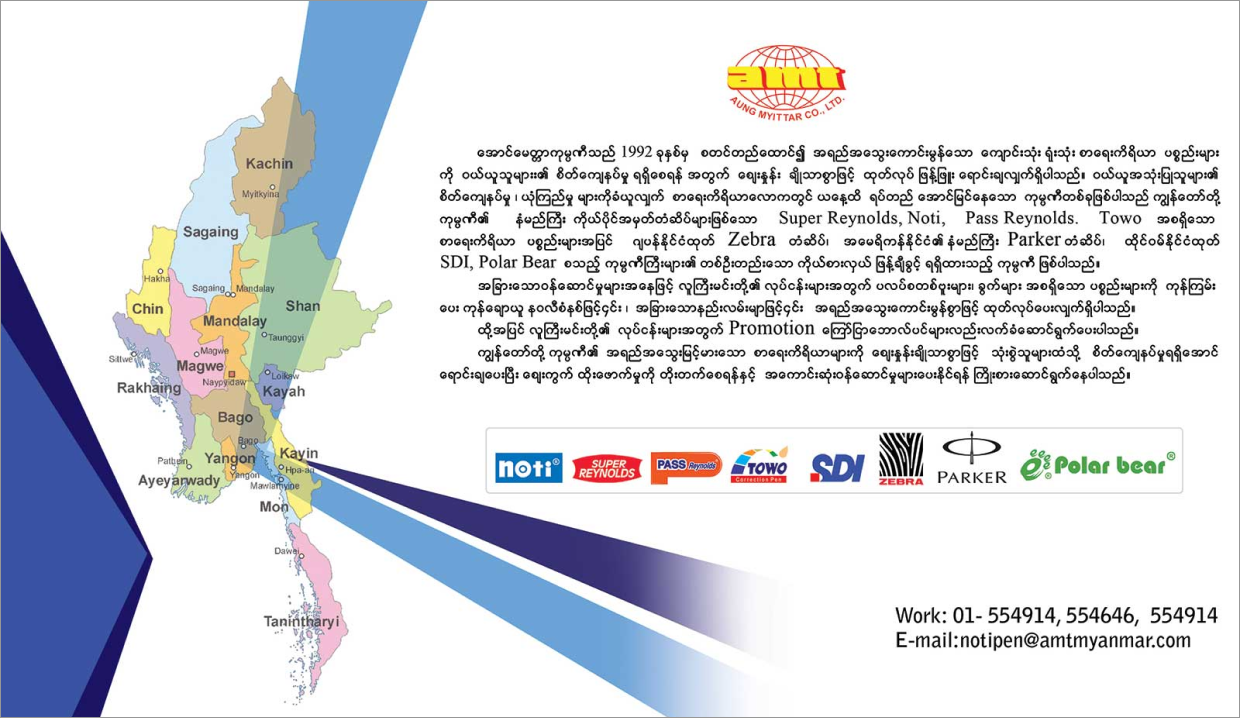 amt
AUNG MYITTAR CO., LTD.
အောင်မေတ္တာကုမ္ပဏီသည် 1992 ခုနှစ်မှ စတင်တည်ထောင်၍ အရည်အသွေးကောင်းမွန်သော ကျောင်းသုံး ရုံးသုံး စာရေးကိရိယာ ပစ္စည်းများ
ကို ဝယ်ယူသူများ၏ စိတ်ကျေနပ်မှု ရရှိစေရန် အတွက် ဈေးနှုန်း ချိုသာစွာဖြင့် ထုတ်လုပ် ဖြန့်ဖြူး ရောင်းချလျက်ရှိပါသည်။ ဝယ်ယူအသုံးပြုသူများ၏
စိတ်ကျေနပ်မှု ၊ ယုံကြည်မှု များကိုခံယူလျက် စာရေးကိရိယာလောကတွင် ယနေ့ထိ ရပ်တည် အောင်မြင်နေသော ကုမ္ပဏီတစ်ခုဖြစ်ပါသည် ကျွန်တော်တို့
ကုမ္ပဏီ၏ နံမည်ကြီး ကိုယ်ပိုင်အမှတ်တံဆိပ်များဖြစ်သော Super Reynolds, Noti, Pass Reynolds. Towo အစရှိသော
စာရေးကိရိယာ ပစ္စည်းများအပြင် ဂျပန်နိုင်ငံထုတ် Zebra တံဆိပ်၊ အမေရိကန်နိုင်ငံ၏ နံမည်ကြီး Parker တံဆိပ်၊ ထိုင်ဝမ်နိုင်ငံထုတ်
SDI, Polar Bear စသည့် ကုမ္ပဏီကြီးများ၏ တစ်ဦးတည်းသော ကိုယ်စားလှယ် ဖြန့်ချီခွင့် ရရှိထားသည့် ကုမ္ပဏီ ဖြစ်ပါသည်။
အခြားသောဝန်ဆောင်မှုများအနေဖြင့် လူကြီးမင်းတို့၏ လုပ်ငန်းများအတွက် ပလပ်စတစ်ဗူးများ၊ ခွက်များ အစရှိသော ပစ္စည်းများကို ကုန်ကြမ်း
ပေး ကုန်ချောယူ နဝလီစံနစ်ဖြင့်၄င်း ၊ အခြားသောနည်းလမ်းများဖြင့်၄င်း အရည်အသွေးကောင်းမွန်စွာဖြင့် ထုတ်လုပ်ပေးလျက်ရှိပါသည်။
ထို့အပြင် လူကြီးမင်းတို့၏ လုပ်ငန်းများအတွက် Promotion ကြော်ငြာဘောလ်ပင်များလည်းလက်ခံဆောင်ရွက်ပေးပါသည်။
ကျွန်တော်တို့ ကုမ္ပဏီ၏ အရည်အသွေးမြင့်မားသော စာရေးကိရိယာများကို ဈေးနှုန်းချိုသာစွာဖြင့် သုံးစွဲသူများထံသို့ စိတ်ကျေနပ်မှုရရှိအောင်
ရောင်းချပေးပြီး ဈေးကွက် ထိုးဖောက်မှုကို တိုးတက်စေရန်နှင့် အကောင်းဆုံးဝန်ဆောင်မှုများပေးနိုင်ရန် ကြိုးစားဆောင်ရွက်နေပါသည်။
Kachin
Myitkyina
Sagaing
Hakha
Sagaing
Mandalay
Chin
Shan
Mandalay
Taunggyi
Sittwe
Magwe
Magwe
Loikaw
Rakhaing
Naypyidaw
Kayah
Bago
Bago
Kayin
Pathein
Yangon
Yangon
Hpa-an
Ayeyarwady
Mawlamyine
Mon
Dawei
Tanintharyi
noti®
SUPER REYNOLDS
PASS Reynolds
TOWO
Correction Pen
SDI
ZEBRA
PARKER
Polar bear®
Work: 01- 554914, 554646, 554914
E-mail:notipen@amtmyanmar.com